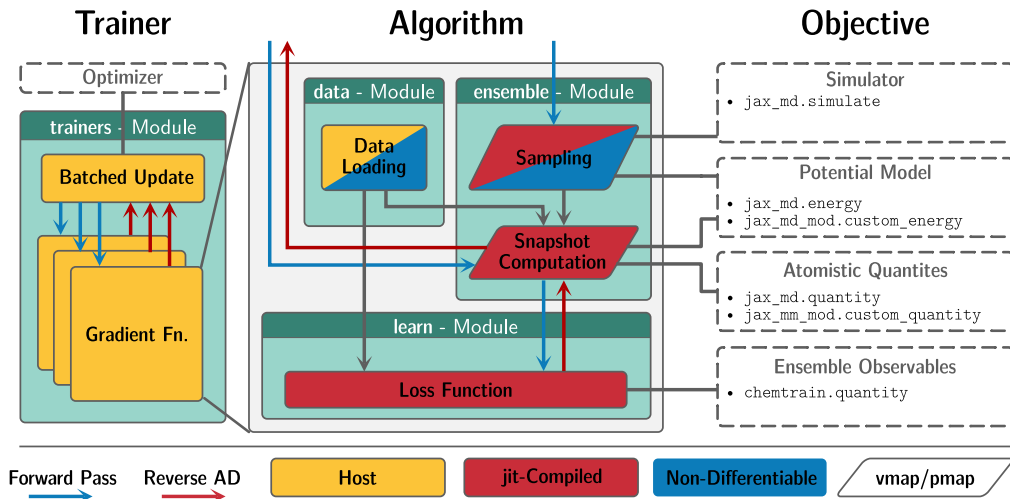 Trainer
Algorithm
Objective
Optimizer
trainers - Module
Batched Update
Gradient Fn.
data - Module
Data
Loading
ensemble - Module
Sampling
Snapshot
Computation
learn - Module
Loss Function
Simulator
• jax_md.simulate
Potential Model
• jax_md.energy
• jax_md_mod.custom_energy
Atomistic Quantites
• jax_md.quantity
• jax_mm_mod.custom_quantity
Ensemble Observables
• chemtrain.quantity
Forward Pass
Reverse AD
Host
jit-Compiled
Non-Differentiable
vmap/pmap